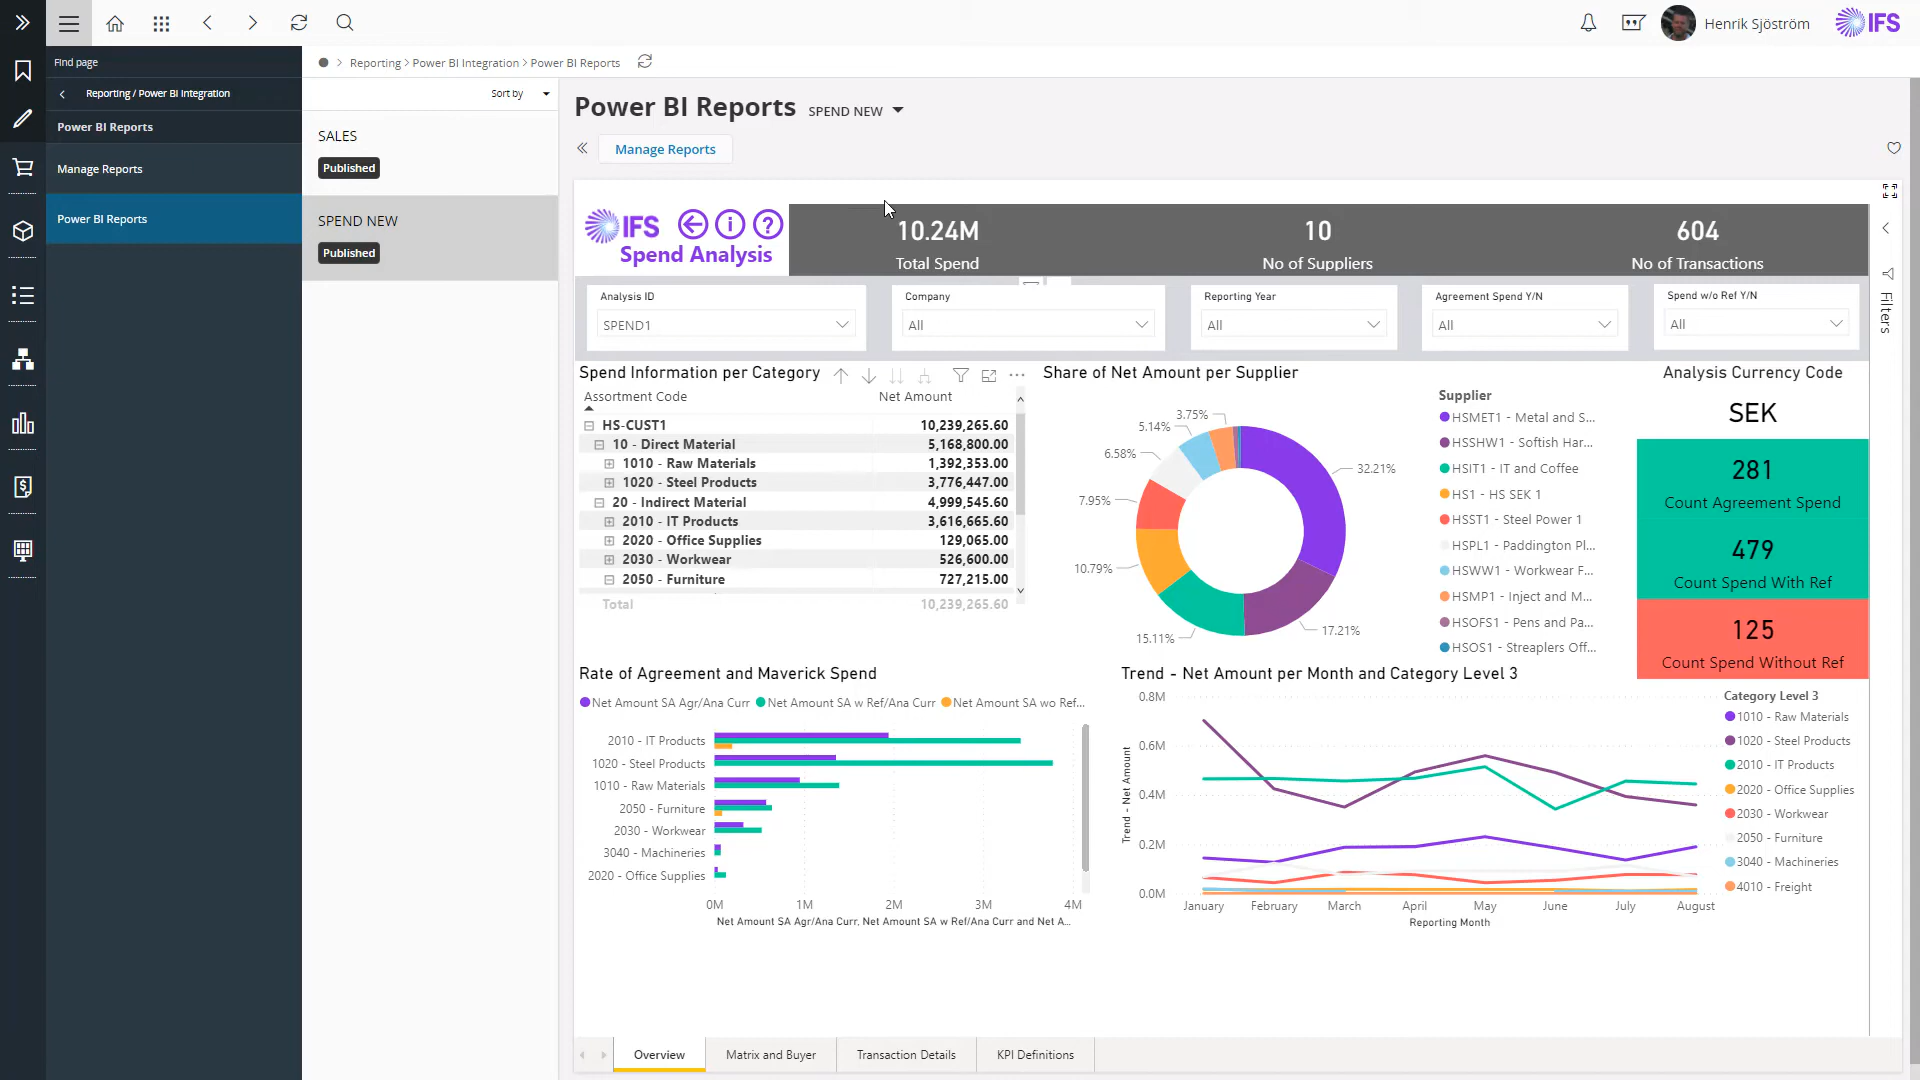 Henrik Sjöström
IFS
Find page
Reporting / Power BI Integration
Power BI Reports
Manage Reports
Power BI Reports
Reporting > Power BI Integration > Power BI Reports
Sort by
SALES
Published
SPEND NEW
Published
Power BI Reports SPEND NEW
Manage Reports
IFS
Spend Analysis
10.24M
Total Spend
10
No of Suppliers
604
No of Transactions
Filters
Analysis ID
SPEND1
Company
All
Reporting Year
All
Agreement Spend Y/N
All
Spend w/o Ref Y/N
All
Spend Information per Category
Assortment Code Net Amount
HS-CUST1 10,239,265.60
10 - Direct Material 5,168,800.00
1010 - Raw Materials 1,392,353.00
1020 - Steel Products 3,776,447.00
20 - Indirect Material 4,999,545.60
2010 - IT Products 3,616,665.60
2020 - Office Supplies 129,065.00
2030 - Workwear 526,600.00
2050 - Furniture 727,215.00
Total 10,239,265.60
Share of Net Amount per Supplier
3.75%
5.14%
6.58%
7.95%
10.79%
15.11%
17.21%
32.21%
Supplier
HSMET1 - Metal and S...
HSSHW1 - Softish Har...
HSIT1 - IT and Coffee
HS1 - HS SEK 1
HSST1 - Steel Power 1
HSPL1 - Paddington Pl...
HSWW1 - Workwear F...
HSMP1 - Inject and M...
HSOFS1 - Pens and Pa...
HSOS1 - Streaplers Off...
Analysis Currency Code
SEK
281
Count Agreement Spend
479
Count Spend With Ref
125
Count Spend Without Ref
Rate of Agreement and Maverick Spend
Net Amount SA Agr/Ana Curr Net Amount SA w Ref/Ana Curr Net Amount SA wo Ref...
2010 - IT Products
1020 - Steel Products
1010 - Raw Materials
2050 - Furniture
2030 - Workwear
3040 - Machineries
2020 - Office Supplies
0M 1M 2M 3M 4M
Net Amount SA Agr/Ana Curr, Net Amount SA w Ref/Ana Curr and Net A...
Trend - Net Amount per Month and Category Level 3
Trend - Net Amount
0.8M
0.6M
0.4M
0.2M
0.0M
January February March April May June July August
Reporting Month
Category Level 3
1010 - Raw Materials
1020 - Steel Products
2010 - IT Products
2020 - Office Supplies
2030 - Workwear
2050 - Furniture
3040 - Machineries
4010 - Freight
Overview Matrix and Buyer Transaction Details KPI Definitions